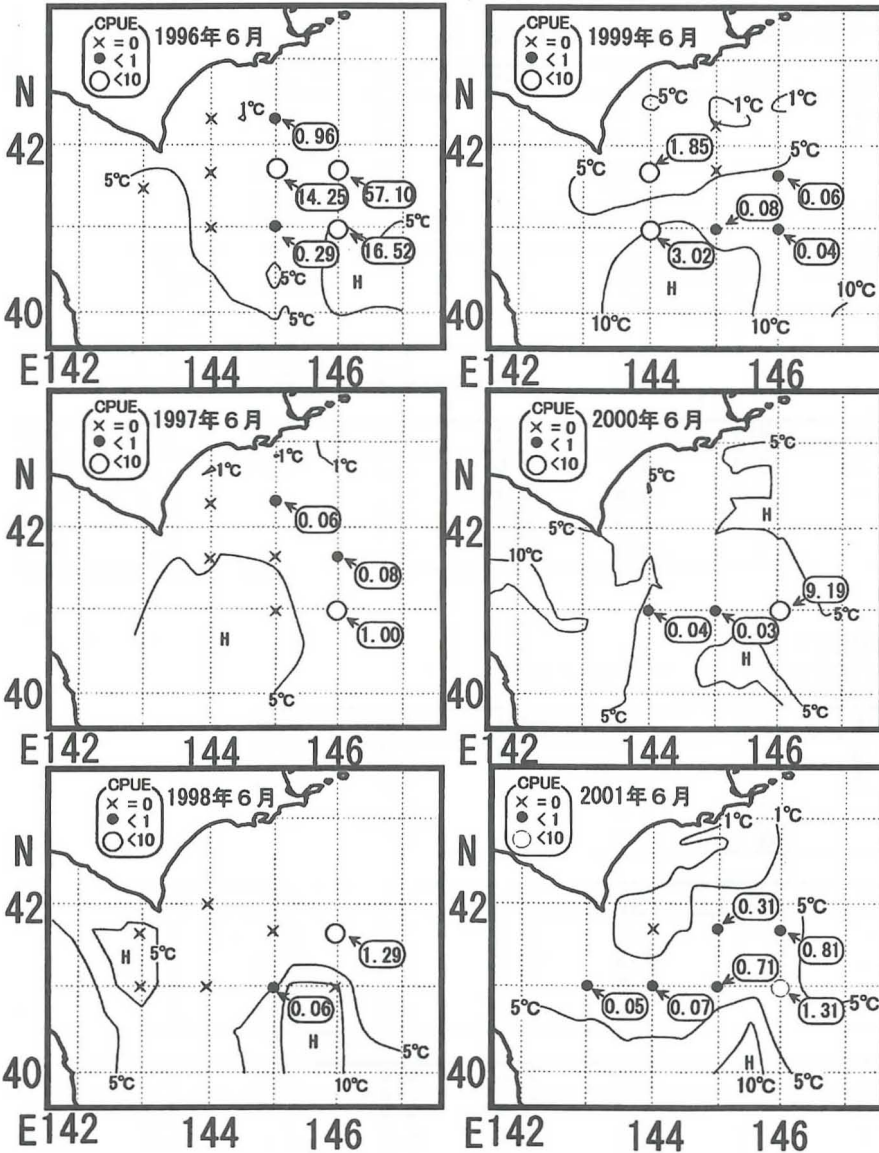 CPUE
× = 0
● < 1
○ <10
1996年6月
N
42
40
1℃
0.96
5℃
14.25
57.10
5℃
0.29
16.52
5℃
H
5℃
E142
144
146
CPUE
× = 0
● < 1
○ <10
1999年6月
N
42
40
5℃
1℃
1℃
1.85
5℃
5℃
0.06
0.08
3.02
0.04
H
10℃
10℃
10℃
E142
144
146
CPUE
× = 0
● < 1
○ <10
1997年6月
N
42
40
1℃
1℃
1℃
0.06
0.08
1.00
H
5℃
E142
144
146
CPUE
× = 0
● < 1
○ <10
2000年6月
N
42
40
5℃
5℃
H
5℃
10℃
9.19
5℃
0.04
0.03
H
5℃
5℃
E142
144
146
CPUE
× = 0
● < 1
○ <10
1998年6月
N
42
40
H
5℃
1.29
0.06
H
5℃
5℃
10℃
E142
144
146
CPUE
× = 0
● < 1
○ <10
2001年6月
N
42
40
1℃
1℃
0.31
5℃
0.81
0.71
5℃
0.05
0.07
1.31
5℃
H
10℃
5℃
E142
144
146